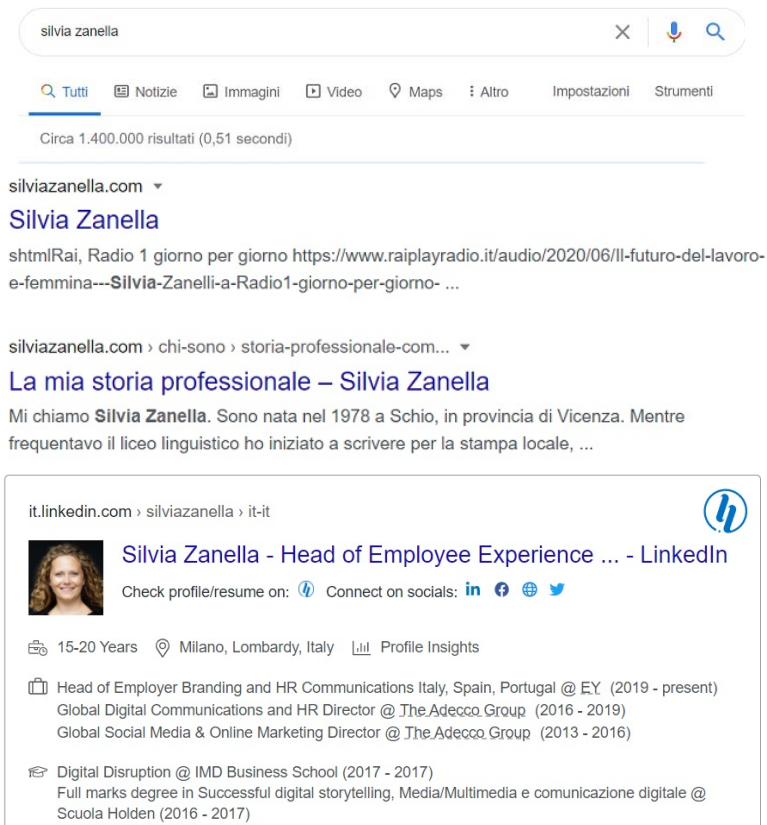 silvia zanella
Tutti Notizie Immagini Video Maps Altro Impostazioni Strumenti
Circa 1.400.000 risultati (0,51 secondi)
silviazanella.com
Silvia Zanella
shtmlRai, Radio 1 giorno per giorno https://www.raiplayradio.it/audio/2020/06/Il-futuro-del-lavoro-
e-femmina---Silvia-Zanelli-a-Radio1-giorno-per-giorno- ...
silviazanella.com › chi-sono › storia-professionale-com...
La mia storia professionale – Silvia Zanella
Mi chiamo Silvia Zanella. Sono nata nel 1978 a Schio, in provincia di Vicenza. Mentre
frequentavo il liceo linguistico ho iniziato a scrivere per la stampa locale, ...
it.linkedin.com › silviazanella › it-it
Silvia Zanella - Head of Employee Experience ... - LinkedIn
Check profile/resume on: Connect on socials: in
15-20 Years Milano, Lombardy, Italy Profile Insights
Head of Employer Branding and HR Communications Italy, Spain, Portugal @ EY (2019 - present)
Global Digital Communications and HR Director @ The Adecco Group (2016 - 2019)
Global Social Media & Online Marketing Director @ The Adecco Group (2013 - 2016)
Digital Disruption @ IMD Business School (2017 - 2017)
Full marks degree in Successful digital storytelling, Media/Multimedia e comunicazione digitale @
Scuola Holden (2016 - 2017)